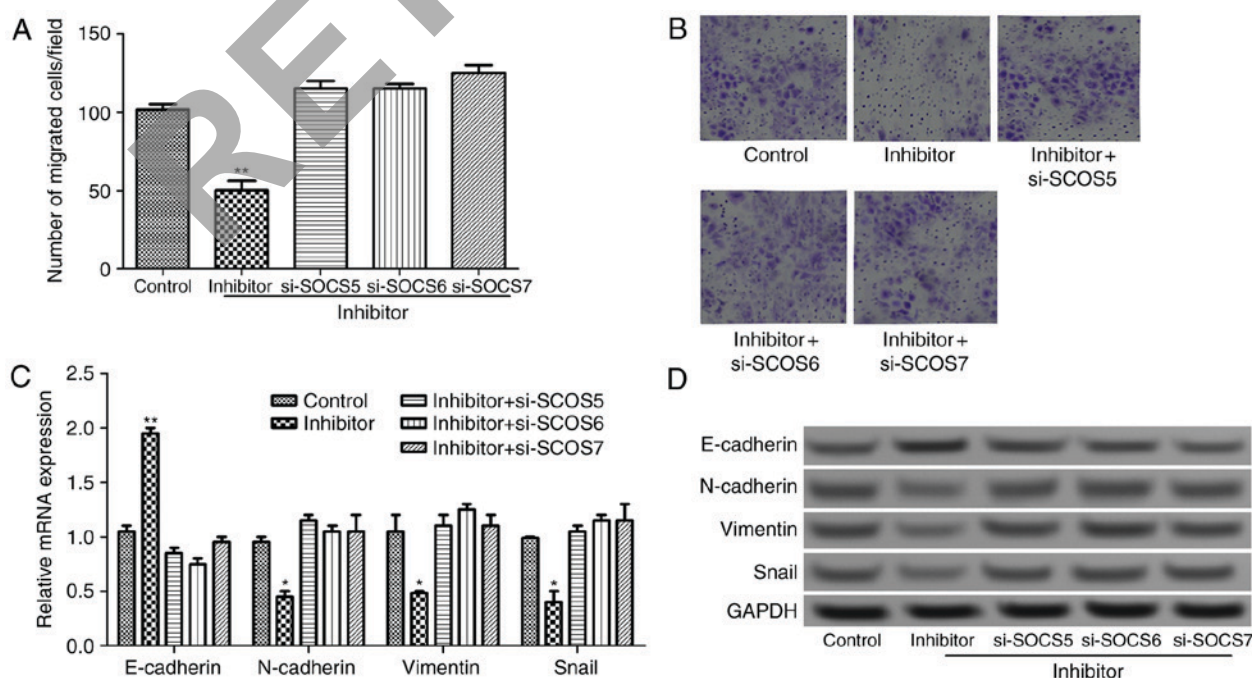 A
Number of migrated cells/field
150
100
50
0
**
Control
Inhibitor
si-SOCS5
si-SOCS6
si-SOCS7
Inhibitor
B
Control
Inhibitor
Inhibitor+
si-SCOS5
Inhibitor+
si-SCOS6
Inhibitor+
si-SCOS7
C
Relative mRNA expression
2.5
2.0
1.5
1.0
0.5
0.0
Control
Inhibitor
Inhibitor+si-SCOS5
Inhibitor+si-SCOS6
Inhibitor+si-SCOS7
**
*
*
*
E-cadherin
N-cadherin
Vimentin
Snail
D
E-cadherin
N-cadherin
Vimentin
Snail
GAPDH
Control
Inhibitor
si-SOCS5
si-SOCS6
si-SOCS7
Inhibitor